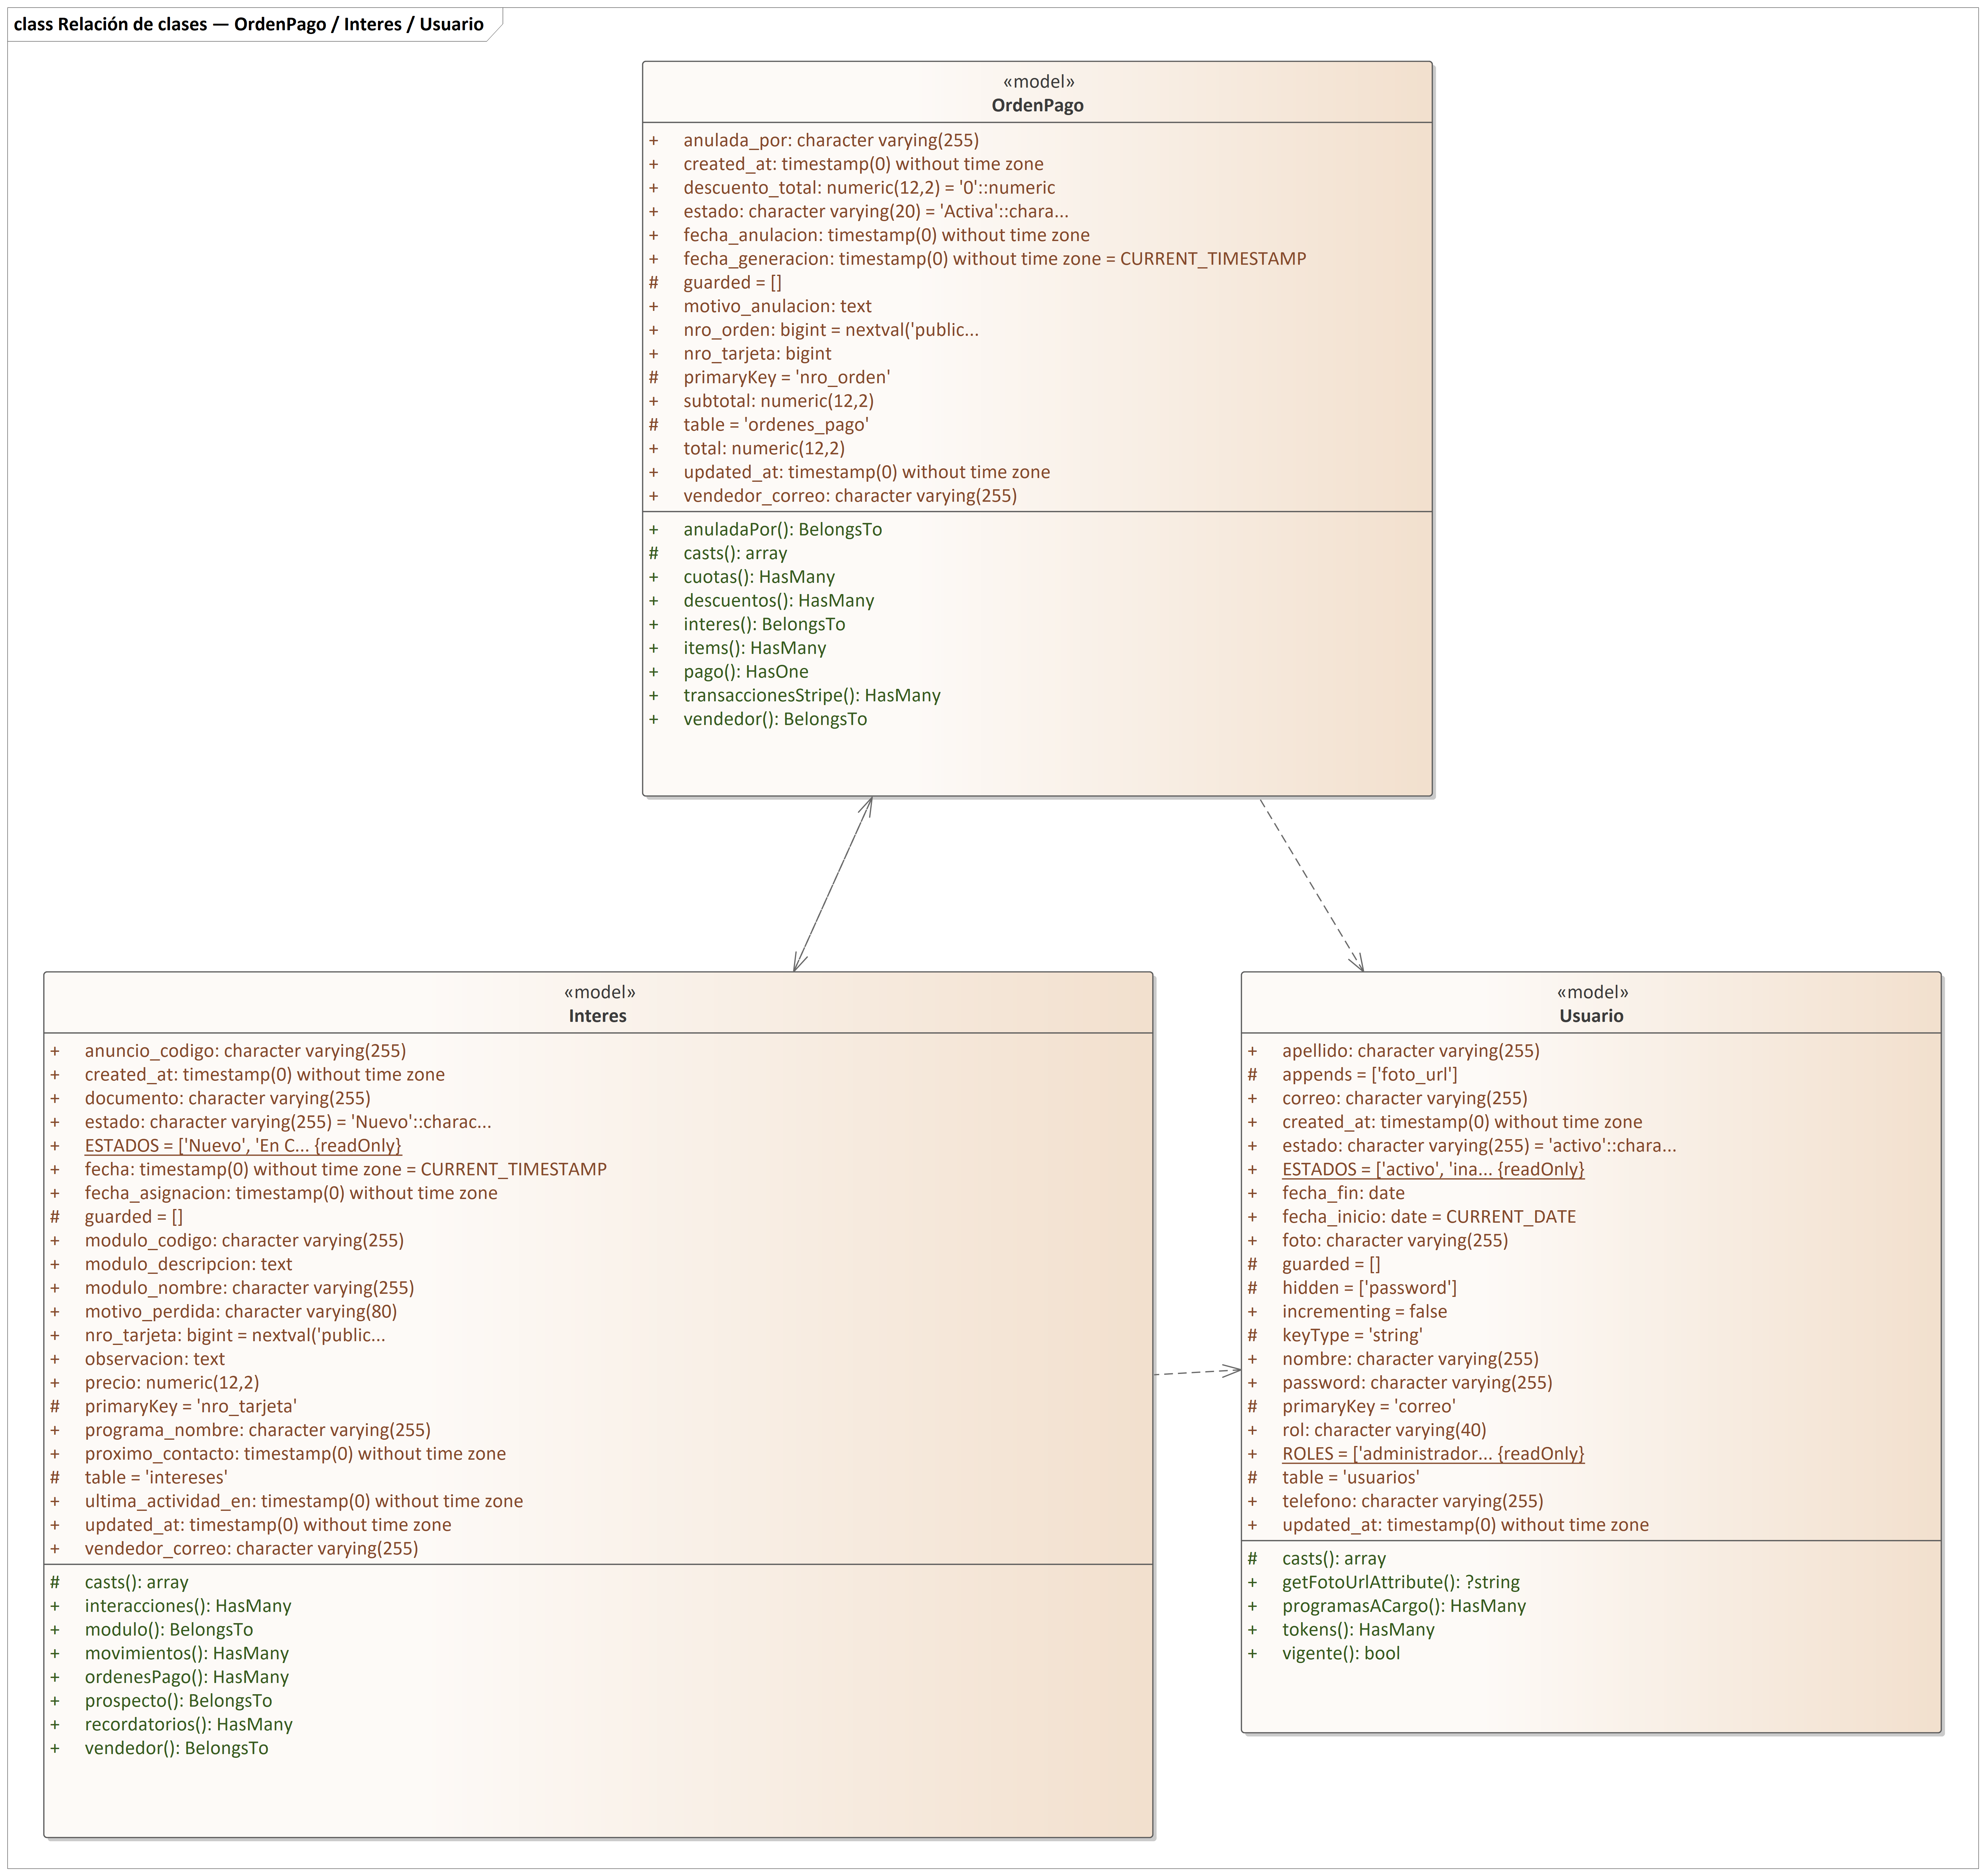 class Relación de clases — OrdenPago / Interes / Usuario
«model»
OrdenPago
+ anulada_por: character varying(255)
+ created_at: timestamp(0) without time zone
+ descuento_total: numeric(12,2) = '0'::numeric
+ estado: character varying(20) = 'Activa'::chara...
+ fecha_anulacion: timestamp(0) without time zone
+ fecha_generacion: timestamp(0) without time zone = CURRENT_TIMESTAMP
# guarded = []
+ motivo_anulacion: text
+ nro_orden: bigint = nextval('public...
+ nro_tarjeta: bigint
# primaryKey = 'nro_orden'
+ subtotal: numeric(12,2)
# table = 'ordenes_pago'
+ total: numeric(12,2)
+ updated_at: timestamp(0) without time zone
+ vendedor_correo: character varying(255)
+ anuladaPor(): BelongsTo
# casts(): array
+ cuotas(): HasMany
+ descuentos(): HasMany
+ interes(): BelongsTo
+ items(): HasMany
+ pago(): HasOne
+ transaccionesStripe(): HasMany
+ vendedor(): BelongsTo
«model»
Interes
+ anuncio_codigo: character varying(255)
+ created_at: timestamp(0) without time zone
+ documento: character varying(255)
+ estado: character varying(255) = 'Nuevo'::charac...
+ ESTADOS = ['Nuevo', 'En C... {readOnly}
+ fecha: timestamp(0) without time zone = CURRENT_TIMESTAMP
+ fecha_asignacion: timestamp(0) without time zone
# guarded = []
+ modulo_codigo: character varying(255)
+ modulo_descripcion: text
+ modulo_nombre: character varying(255)
+ motivo_perdida: character varying(80)
+ nro_tarjeta: bigint = nextval('public...
+ observacion: text
+ precio: numeric(12,2)
# primaryKey = 'nro_tarjeta'
+ programa_nombre: character varying(255)
+ proximo_contacto: timestamp(0) without time zone
# table = 'intereses'
+ ultima_actividad_en: timestamp(0) without time zone
+ updated_at: timestamp(0) without time zone
+ vendedor_correo: character varying(255)
# casts(): array
+ interacciones(): HasMany
+ modulo(): BelongsTo
+ movimientos(): HasMany
+ ordenesPago(): HasMany
+ prospecto(): BelongsTo
+ recordatorios(): HasMany
+ vendedor(): BelongsTo
«model»
Usuario
+ apellido: character varying(255)
# appends = ['foto_url']
+ correo: character varying(255)
+ created_at: timestamp(0) without time zone
+ estado: character varying(255) = 'activo'::chara...
+ ESTADOS = ['activo', 'ina... {readOnly}
+ fecha_fin: date
+ fecha_inicio: date = CURRENT_DATE
+ foto: character varying(255)
# guarded = []
# hidden = ['password']
+ incrementing = false
# keyType = 'string'
+ nombre: character varying(255)
+ password: character varying(255)
# primaryKey = 'correo'
+ rol: character varying(40)
+ ROLES = ['administrador... {readOnly}
# table = 'usuarios'
+ telefono: character varying(255)
+ updated_at: timestamp(0) without time zone
# casts(): array
+ getFotoUrlAttribute(): ?string
+ programasACargo(): HasMany
+ tokens(): HasMany
+ vigente(): bool